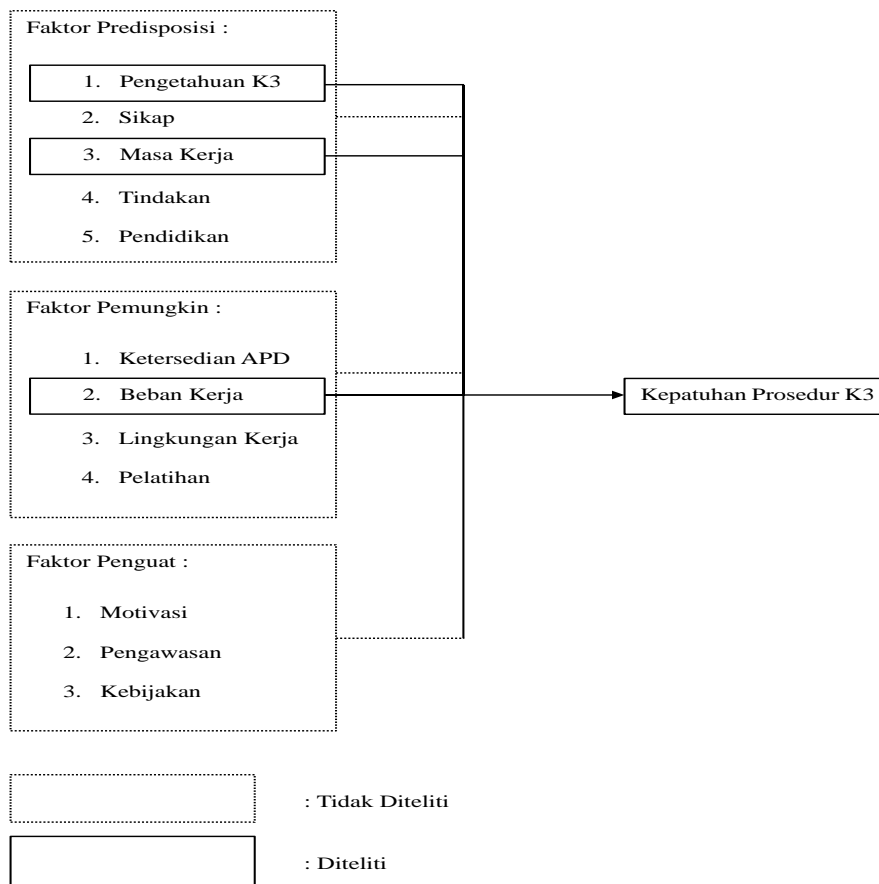 Faktor Predisposisi :
1. Pengetahuan K3
2. Sikap
3. Masa Kerja
4. Tindakan
5. Pendidikan
Faktor Pemungkin :
1. Ketersedian APD
2. Beban Kerja
3. Lingkungan Kerja
4. Pelatihan
Kepatuhan Prosedur K3
Faktor Penguat :
1. Motivasi
2. Pengawasan
3. Kebijakan
: Tidak Diteliti
: Diteliti